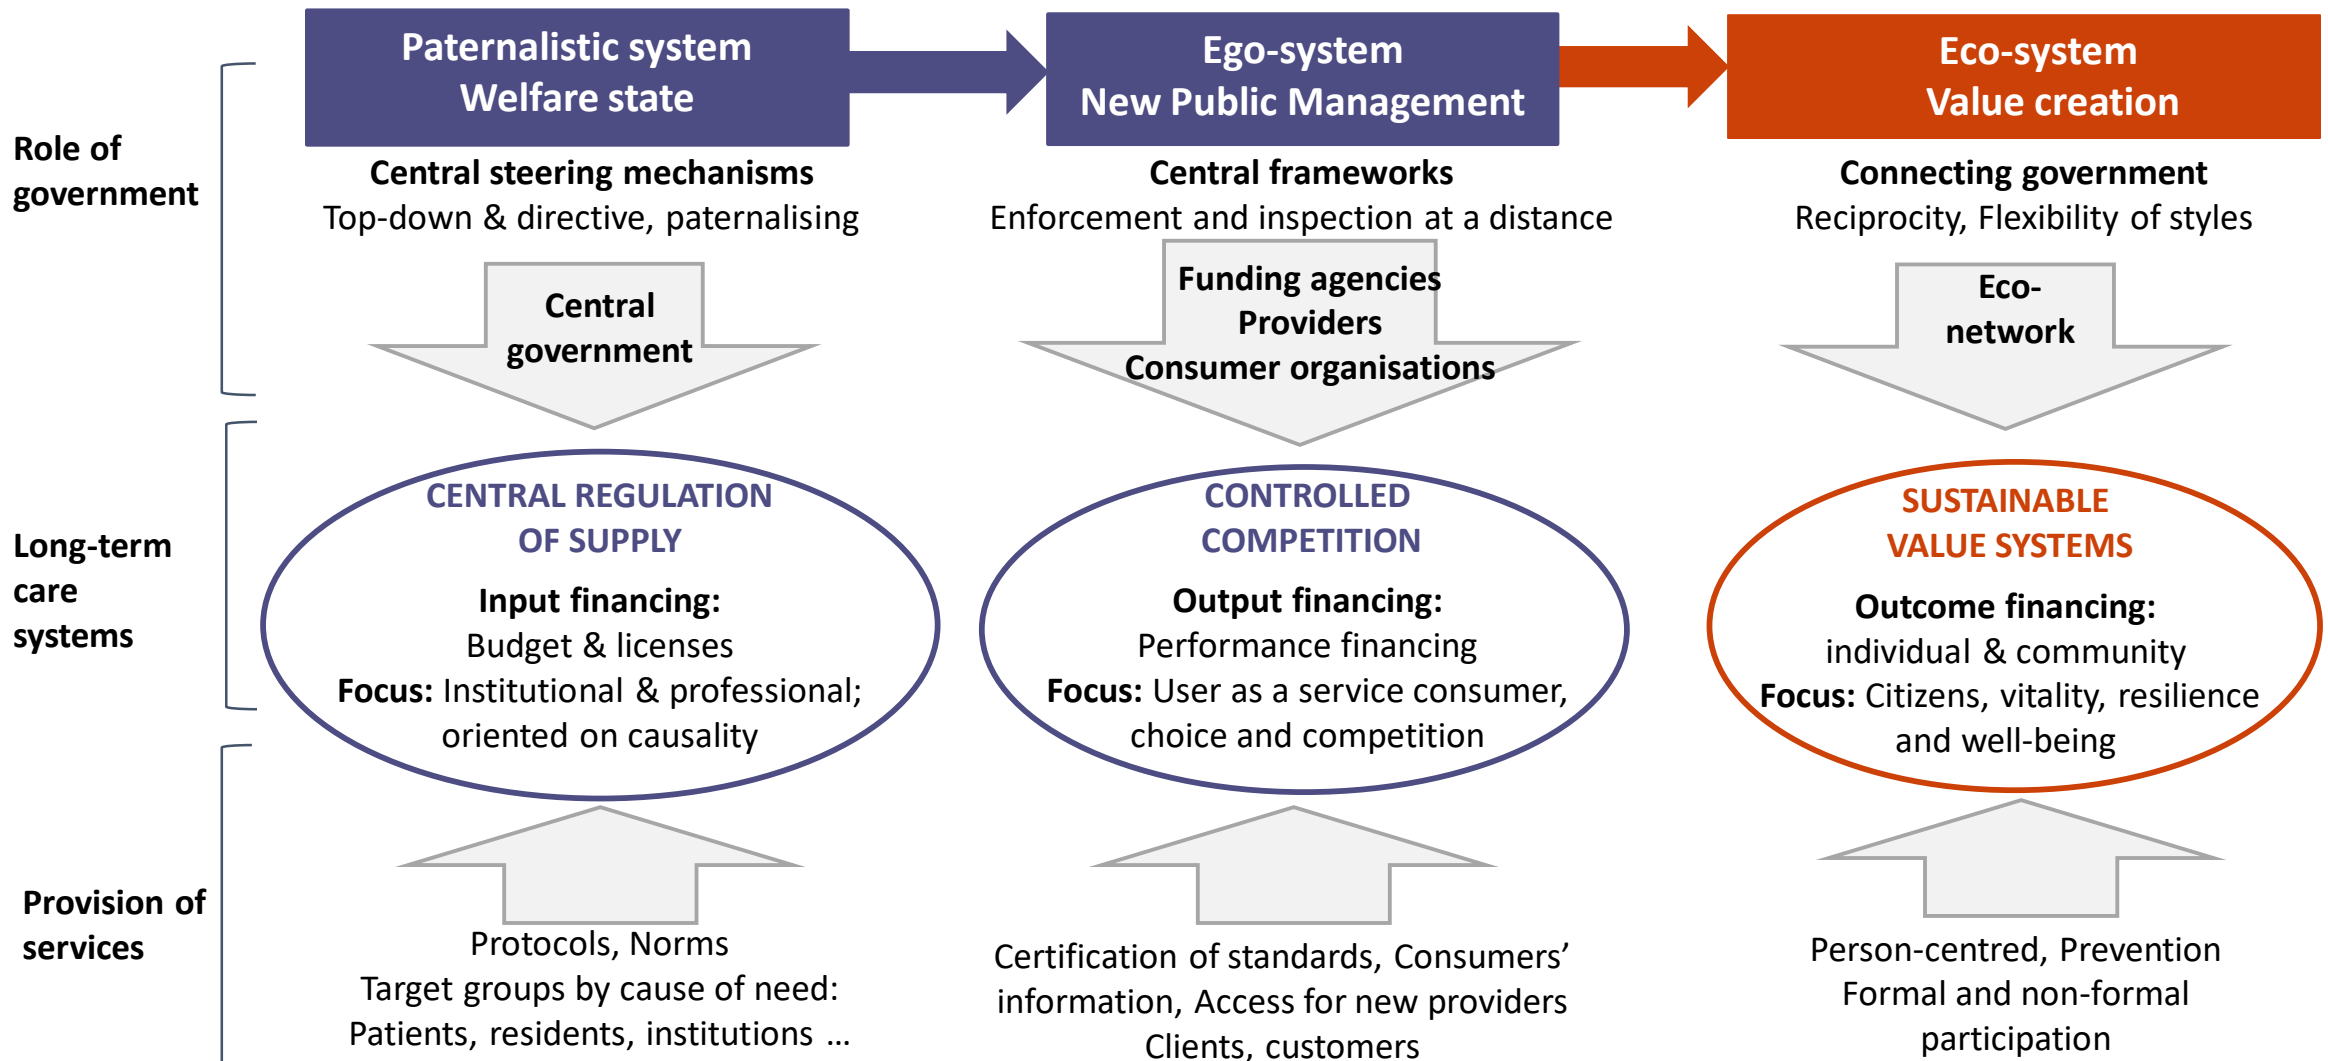 Paternalistic system
Welfare state
Ego-system
New Public Management
Eco-system
Value creation
Role of
government
Central steering mechanisms
Top-down & directive, paternalising
Central frameworks
Enforcement and inspection at a distance
Connecting government
Reciprocity, Flexibility of styles
Central
government
Funding agencies
Providers
Consumer organisations
Eco-
network
Long-term
care
systems
CENTRAL REGULATION
OF SUPPLY
Input financing:
Budget & licenses
Focus: Institutional & professional;
oriented on causality
CONTROLLED
COMPETITION
Output financing:
Performance financing
Focus: User as a service consumer,
choice and competition
SUSTAINABLE
VALUE SYSTEMS
Outcome financing:
individual & community
Focus: Citizens, vitality, resilience
and well-being
Provision of
services
Protocols, Norms
Target groups by cause of need:
Patients, residents, institutions ...
Certification of standards, Consumers’
information, Access for new providers
Clients, customers
Person-centred, Prevention
Formal and non-formal
participation